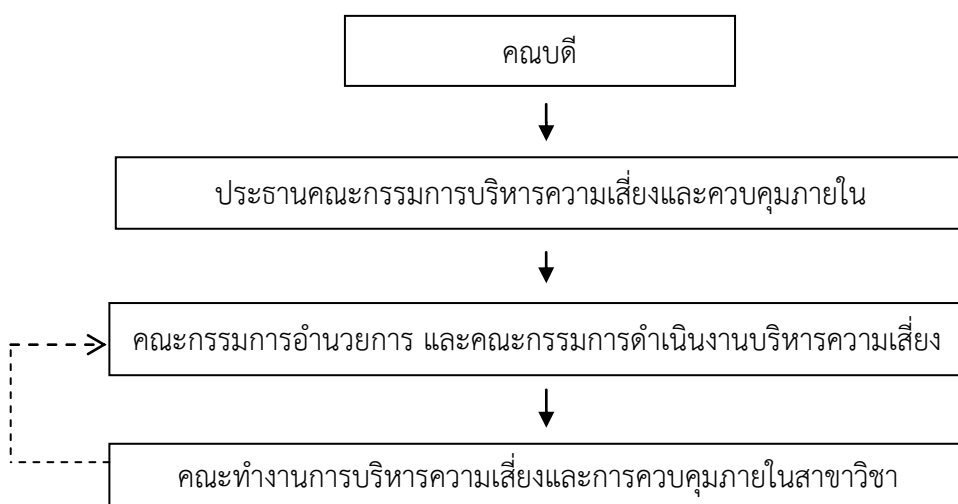 คณบดี
ประธานคณะกรรมการบริหารความเสี่ยงและควบคุมภายใน
คณะกรรมการอำนวยการ และคณะกรรมการดำเนินงานบริหารความเสี่ยง
คณะทำงานการบริหารความเสี่ยงและการควบคุมภายในสาขาวิชา